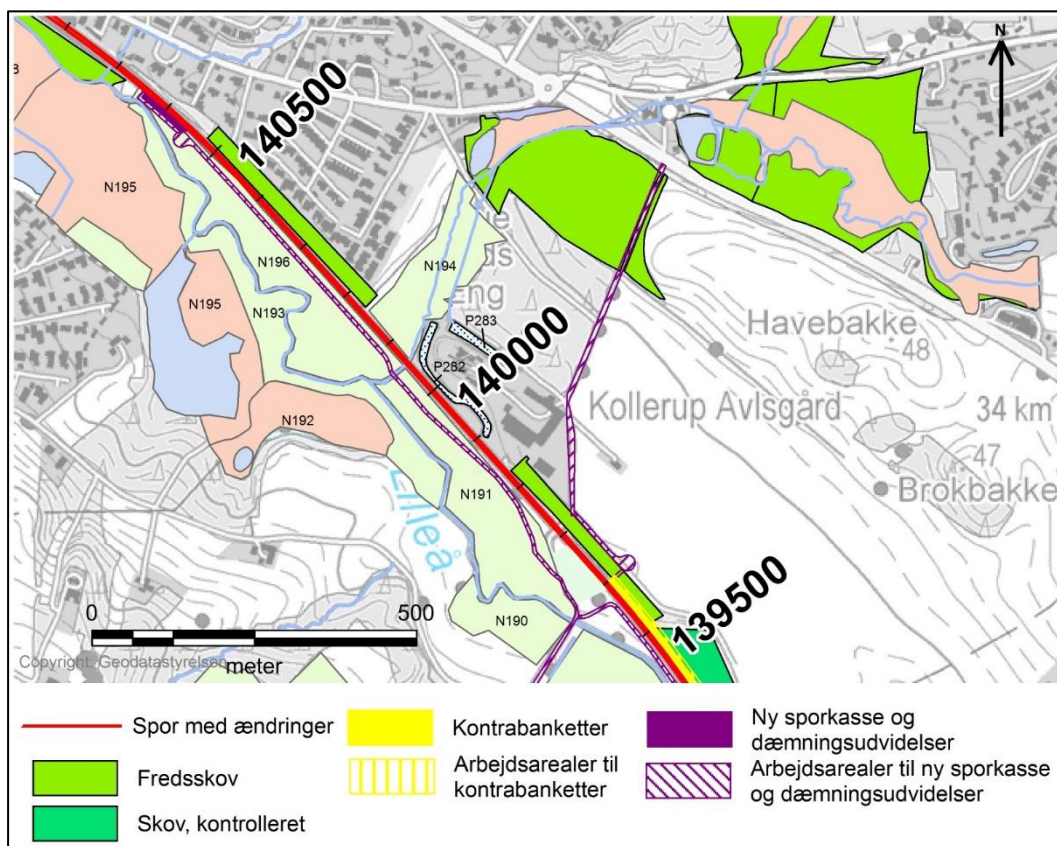 N
140500
N195
N196
N194
N195
N193
Eng
P283
P282
140000
Havebakke
48
Kollerup Avlsgård
34 km
47
Brokbakke
N192
N191
Lilleå
139500
N190
0 500
meter
Copyright: Geodatastyrelsen
Spor med ændringer
Fredsskov
Skov, kontrolleret
Kontrabanketter
Arbejdsarealer til
kontrabanketter
Ny sporkasse og
dæmningsudvidelser
Arbejdsarealer til ny sporkasse
og dæmningsudvidelser